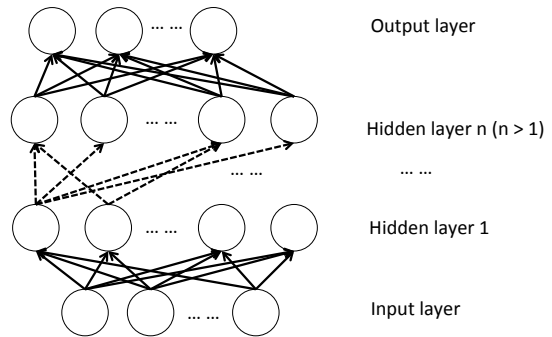 ... ... Output layer
... ... Hidden layer n (n > 1)
... ... ... ...
... ... Hidden layer 1
... ... Input layer